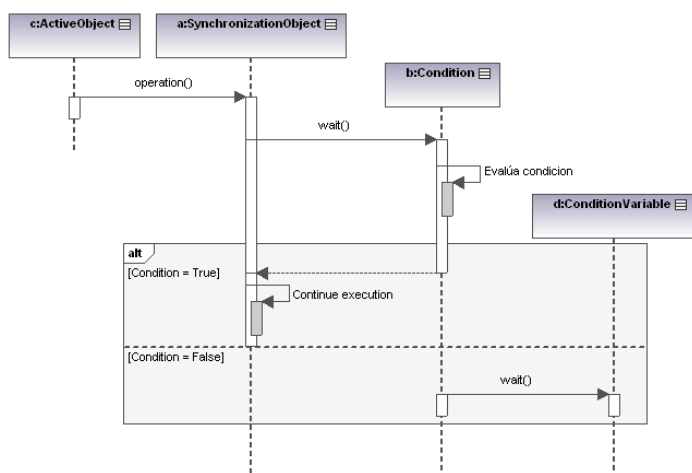 c:ActiveObject
a:SynchronizationObject
b:Condition
operation()
wait()
Evalúa condicion
d:ConditionVariable
alt
[Condition = True]
Continue execution
[Condition = False]
wait()